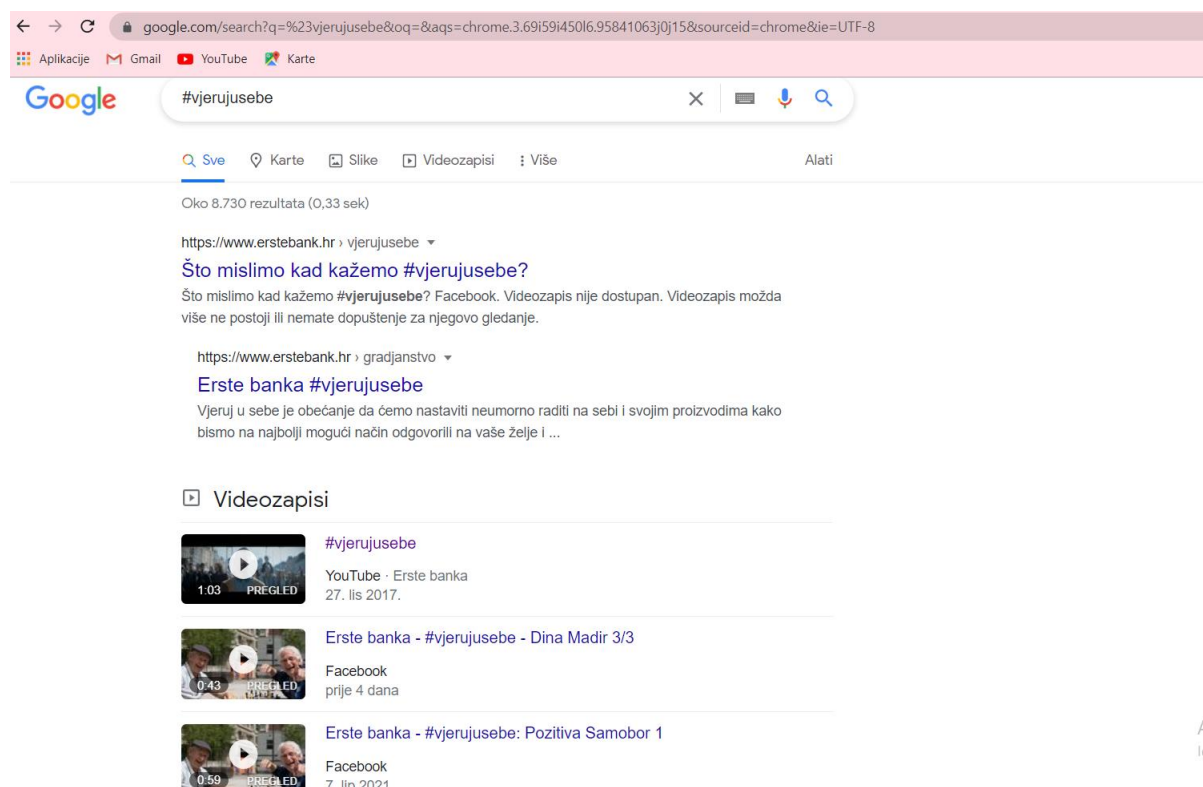 google.com/search?q=%23vjerujusebe&oq=&aqs=chrome.3.69i59i450l6.95841063j0j15&sourceid=chrome&ie=UTF-8
Aplikacije Gmail YouTube Karte
Google #vjerujusebe
Sve Karte Slike Videozapisi Više Alati
Oko 8.730 rezultata (0,33 sek)
https://www.erstebank.hr › vjerujusebe
Što mislimo kad kažemo #vjerujusebe?
Što mislimo kad kažemo #vjerujusebe? Facebook. Videozapis nije dostupan. Videozapis možda
više ne postoji ili nemate dopuštenje za njegovo gledanje.
https://www.erstebank.hr › gradjanstvo
Erste banka #vjerujusebe
Vjeruj u sebe je obećanje da ćemo nastaviti neumorno raditi na sebi i svojim proizvodima kako
bismo na najbolji mogući način odgovorili na vaše želje i ...
Videozapisi
#vjerujusebe
YouTube · Erste banka
1:03 PREGLED 27. lis 2017.
Erste banka - #vjerujusebe - Dina Madir 3/3
Facebook
0:43 PREGLED prije 4 dana
Erste banka - #vjerujusebe: Pozitiva Samobor 1
Facebook
0:59 PREGLED 7. lip 2021.